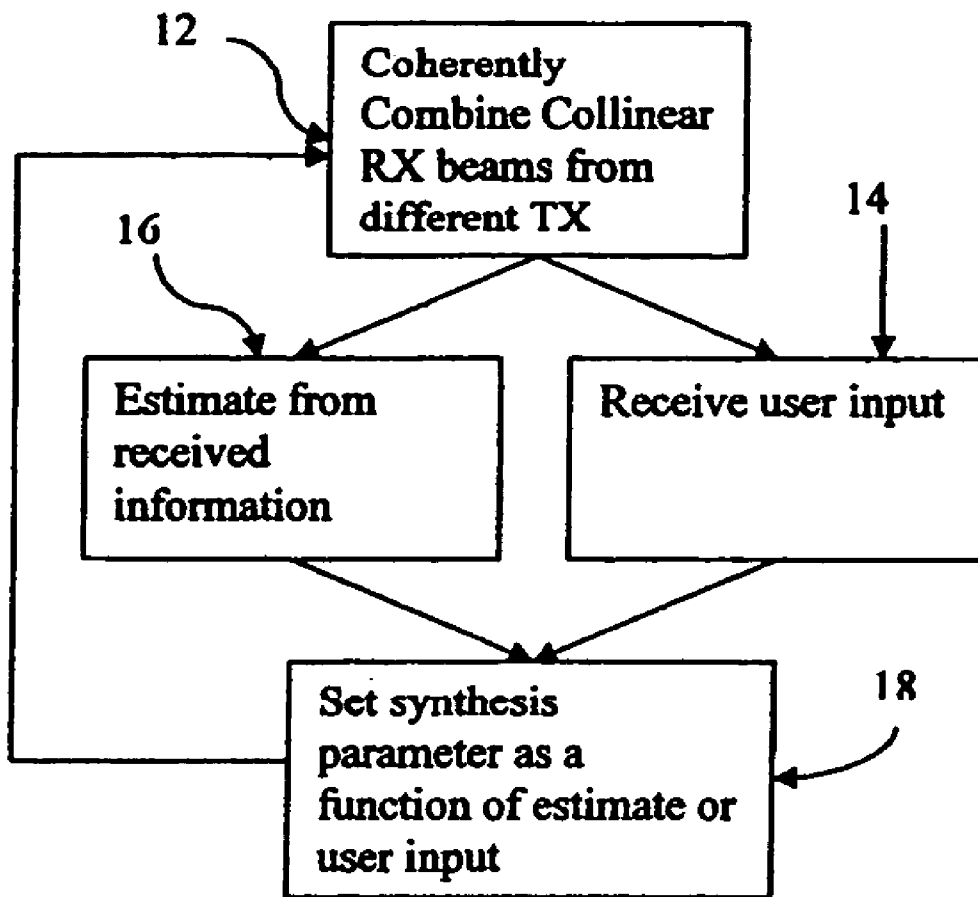 12
Coherently
Combine Collinear
RX beams from
different TX
14
16
Estimate from
received
information
Receive user input
Set synthesis
parameter as a
function of estimate or
user input
18